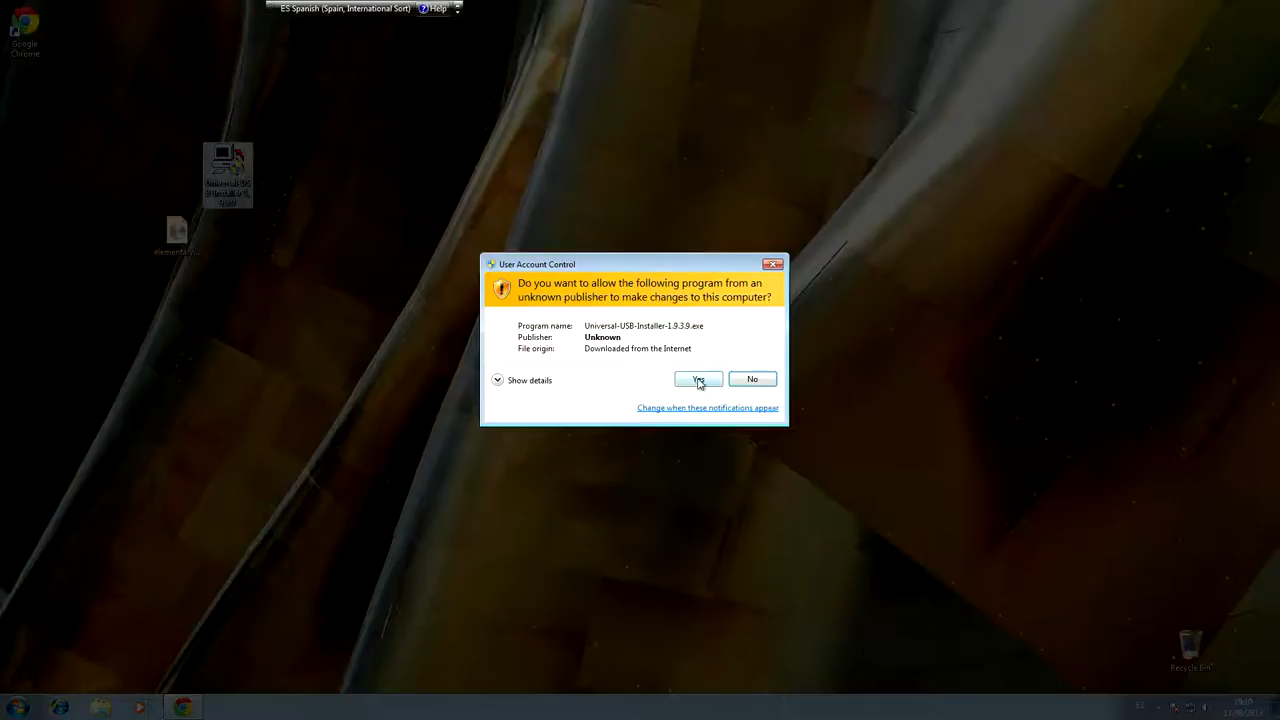 ES Spanish (Spain, International Sort) Help
Google
Chrome
elementary...
User Account Control
Do you want to allow the following program from an
unknown publisher to make changes to this computer?
Program name: Universal-USB-Installer-1.9.3.9.exe
Publisher: Unknown
File origin: Downloaded from the Internet
Show details
Yes
No
Change when these notifications appear
Recycle Bin